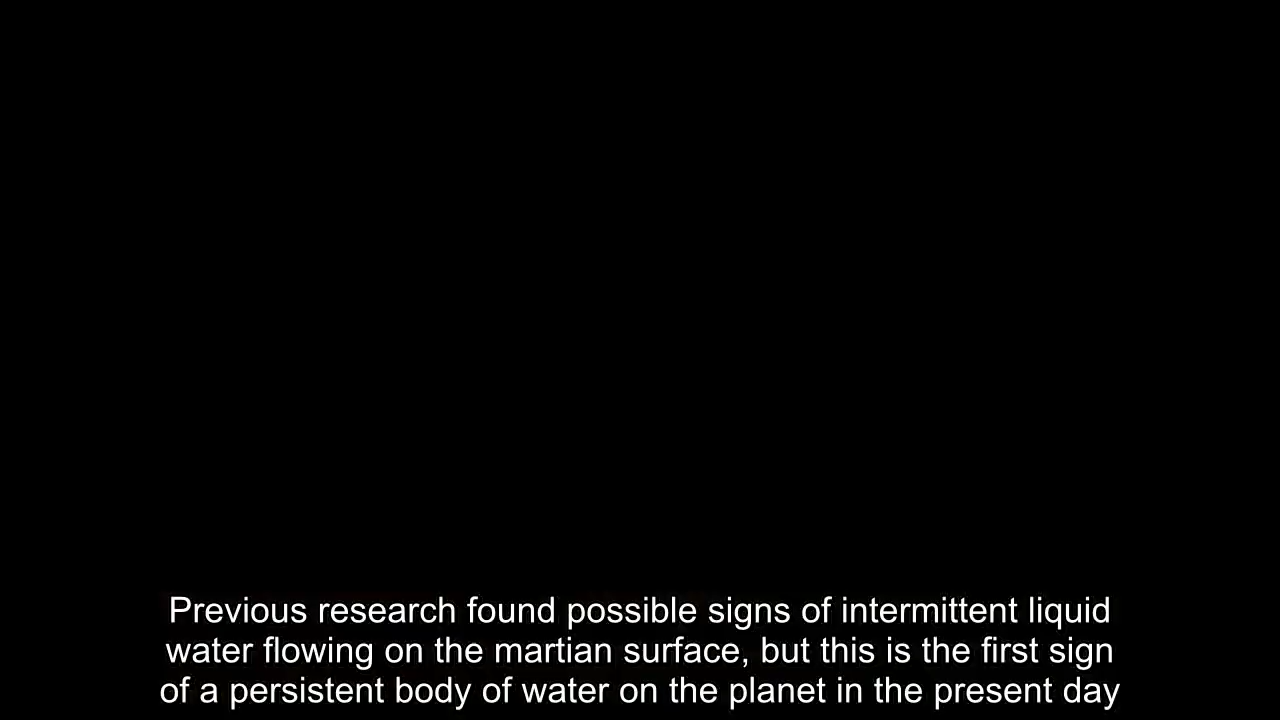 Previous research found possible signs of intermittent liquid
water flowing on the martian surface, but this is the first sign
of a persistent body of water on the planet in the present day